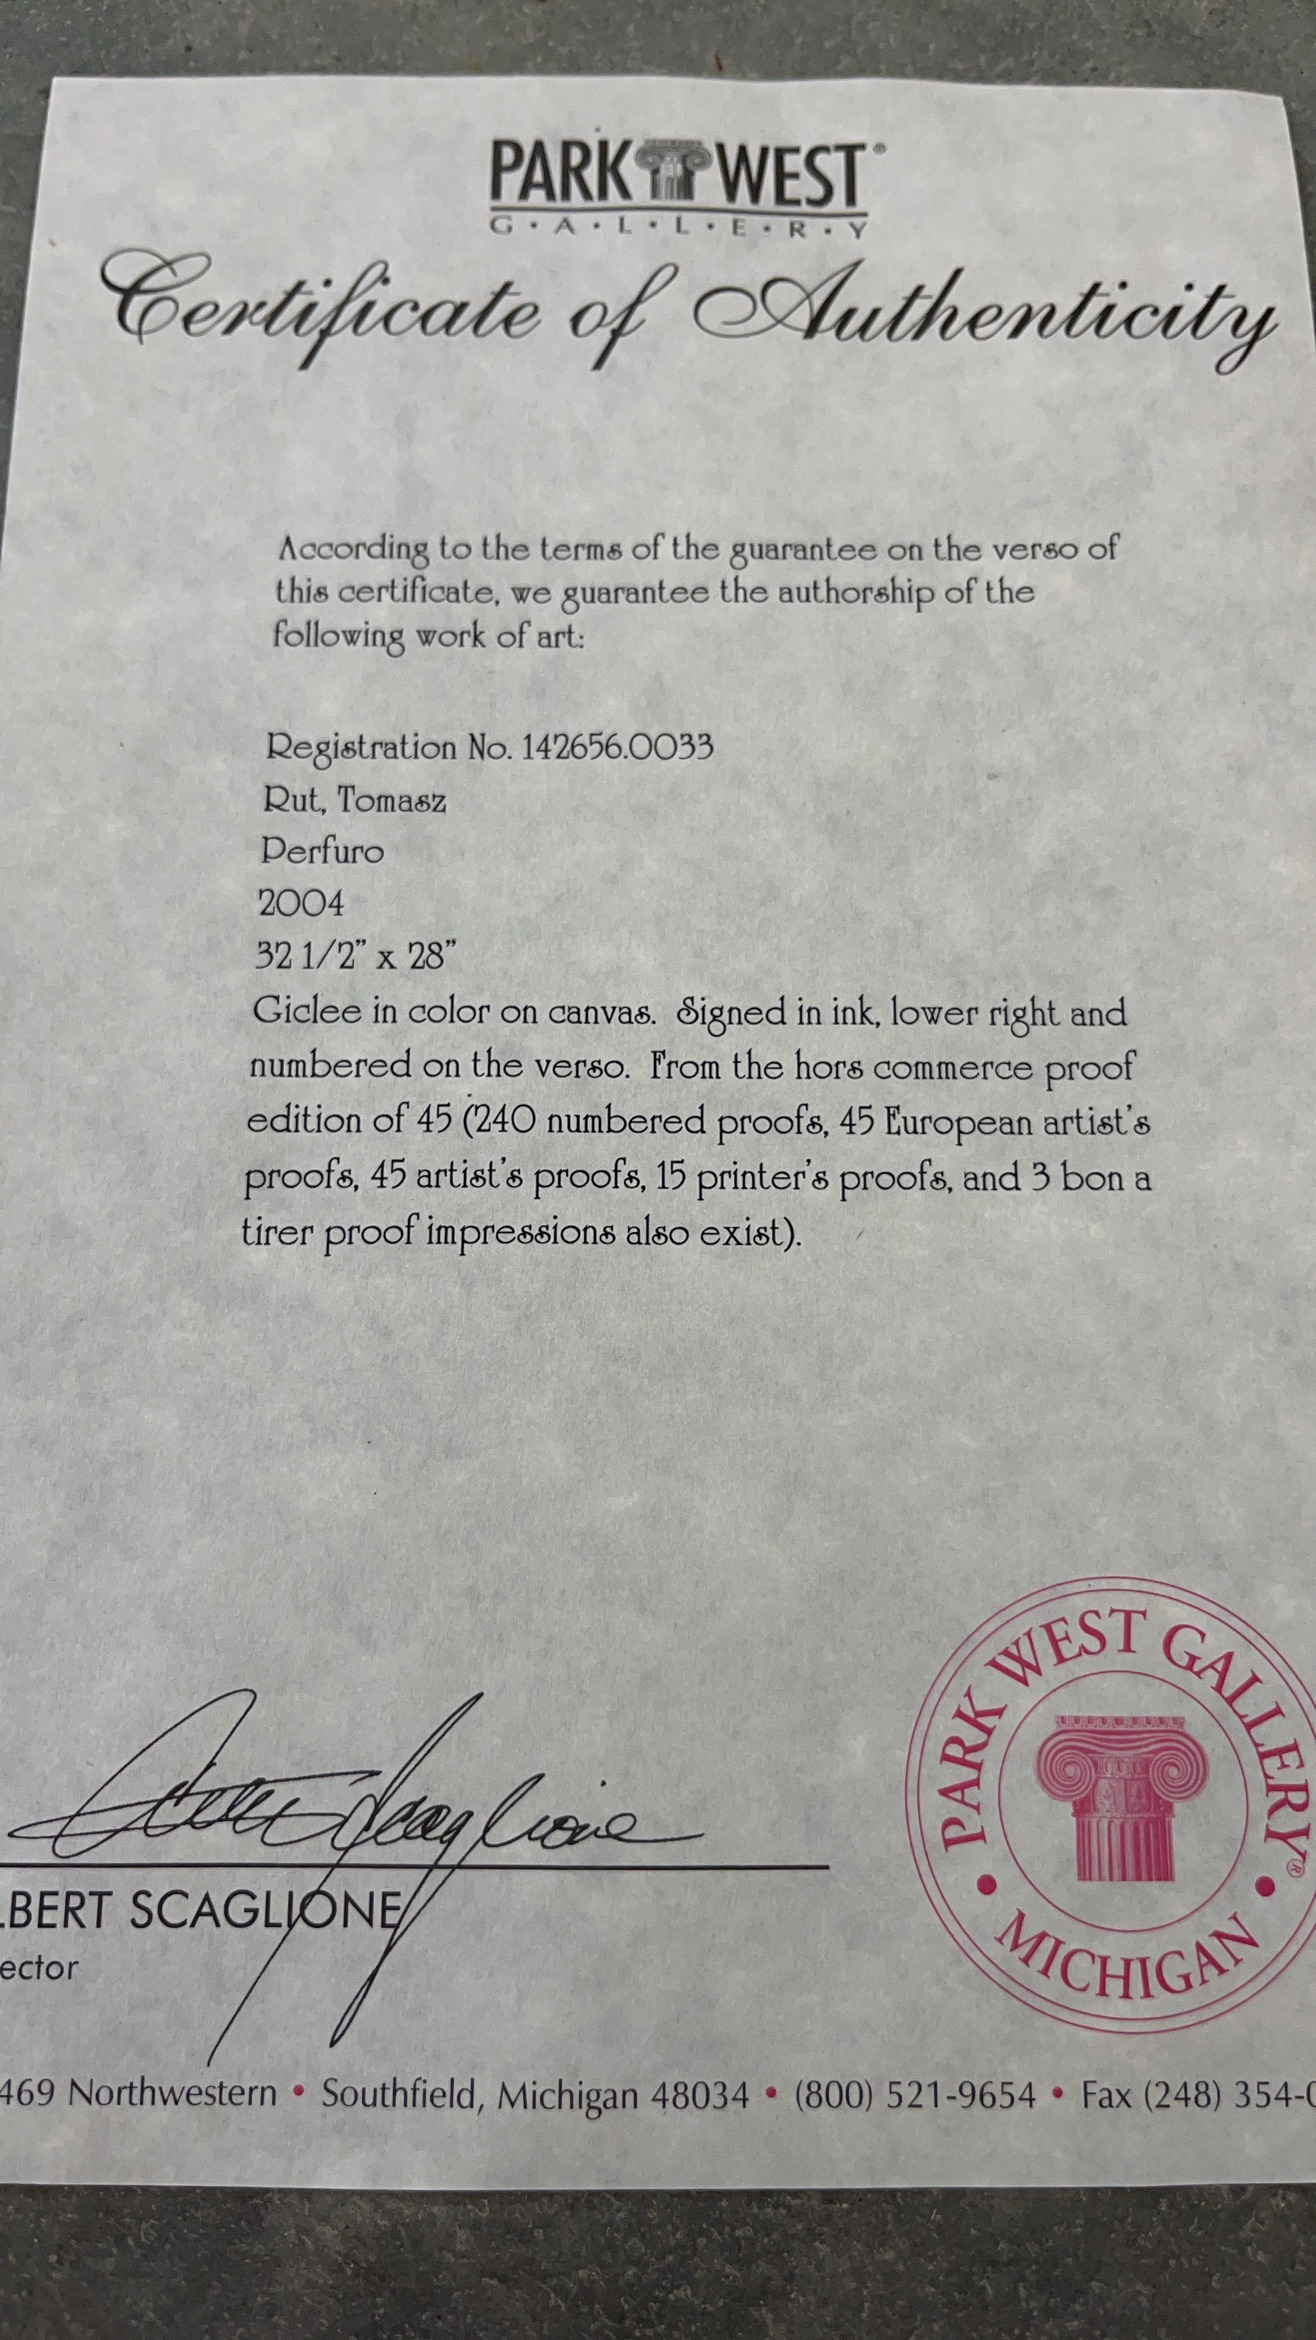 PARK WEST®
G·A·L·L·E·R·Y
Certificate of Authenticity
According to the terms of the guarantee on the verso of
this certificate, we guarantee the authorship of the
following work of art:
Registration No. 142656.0033
Rut, Tomasz
Perfuro
2004
32 1/2" x 28"
Giclee in color on canvas. Signed in ink, lower right and
numbered on the verso. From the hors commerce proof
edition of 45 (240 numbered proofs, 45 European artist's
proofs, 45 artist's proofs, 15 printer's proofs, and 3 bon a
tirer proof impressions also exist).
LBERT SCAGLIONE
ector
PARK WEST GALLERY®
• MICHIGAN •
469 Northwestern • Southfield, Michigan 48034 • (800) 521-9654 • Fax (248) 354-0